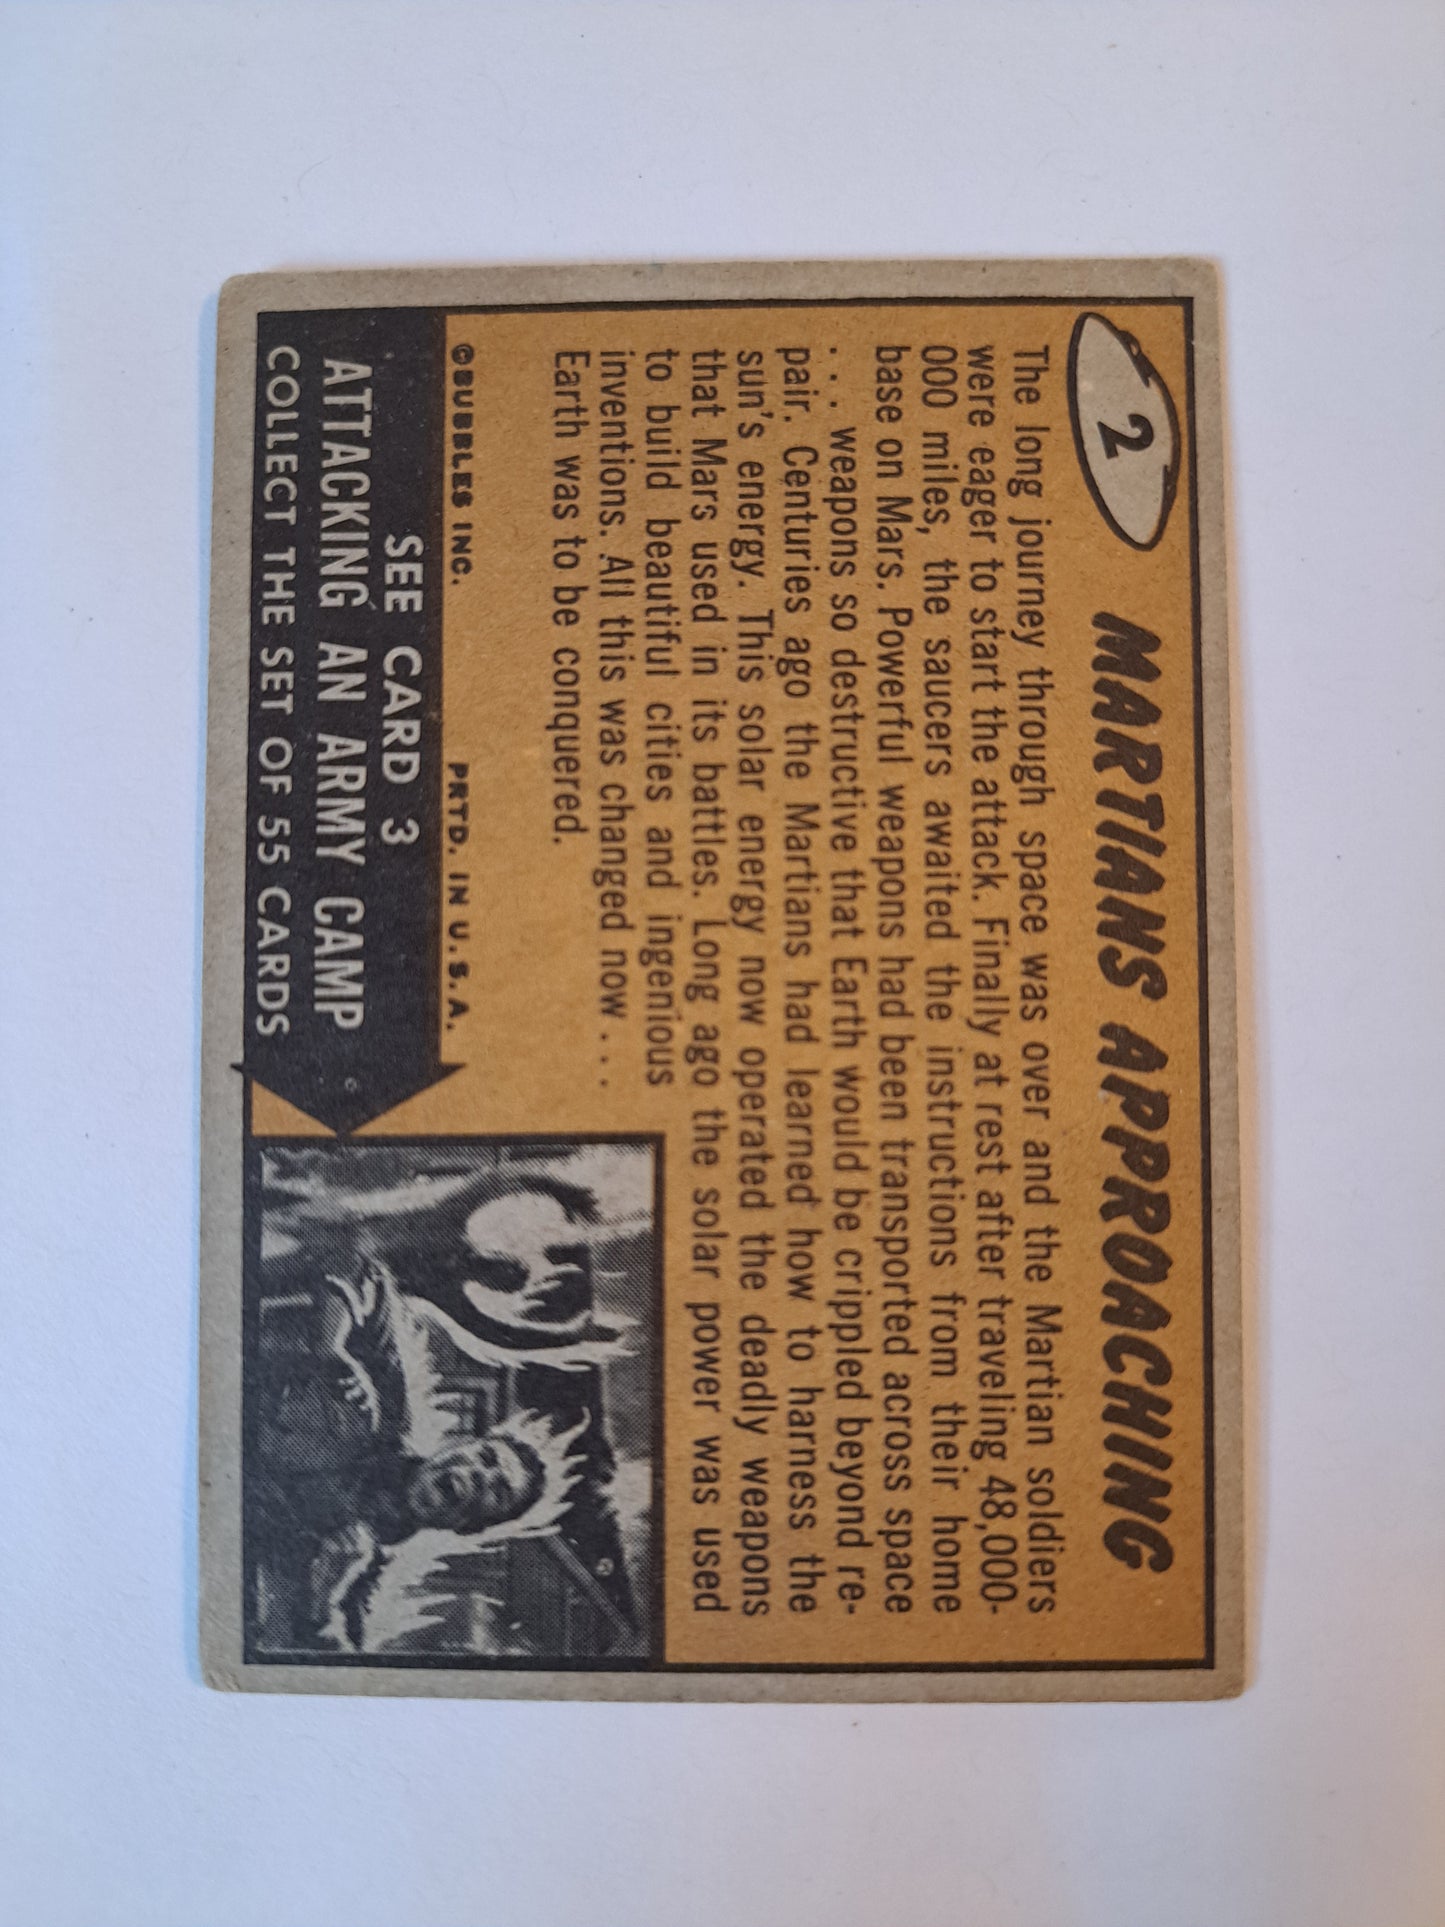 2
MARTIANS APPROACHING
The long journey through space was over and the Martian soldiers
were eager to start the attack. Finally at rest after traveling 48,000-
000 miles, the saucers awaited the instructions from their home
base on Mars. Powerful weapons had been transported across space
. . . weapons so destructive that Earth would be crippled beyond re-
pair. Centuries ago the Martians had learned how to harness the
sun's energy. This solar energy now operated the deadly weapons
that Mars used in its battles. Long ago the solar power was used
to build beautiful cities and ingenious
inventions. All this was changed now . . .
Earth was to be conquered.
©BUBBLES INC. PRTD. IN U.S.A.
SEE CARD 3
ATTACKING AN ARMY CAMP
COLLECT THE SET OF 55 CARDS